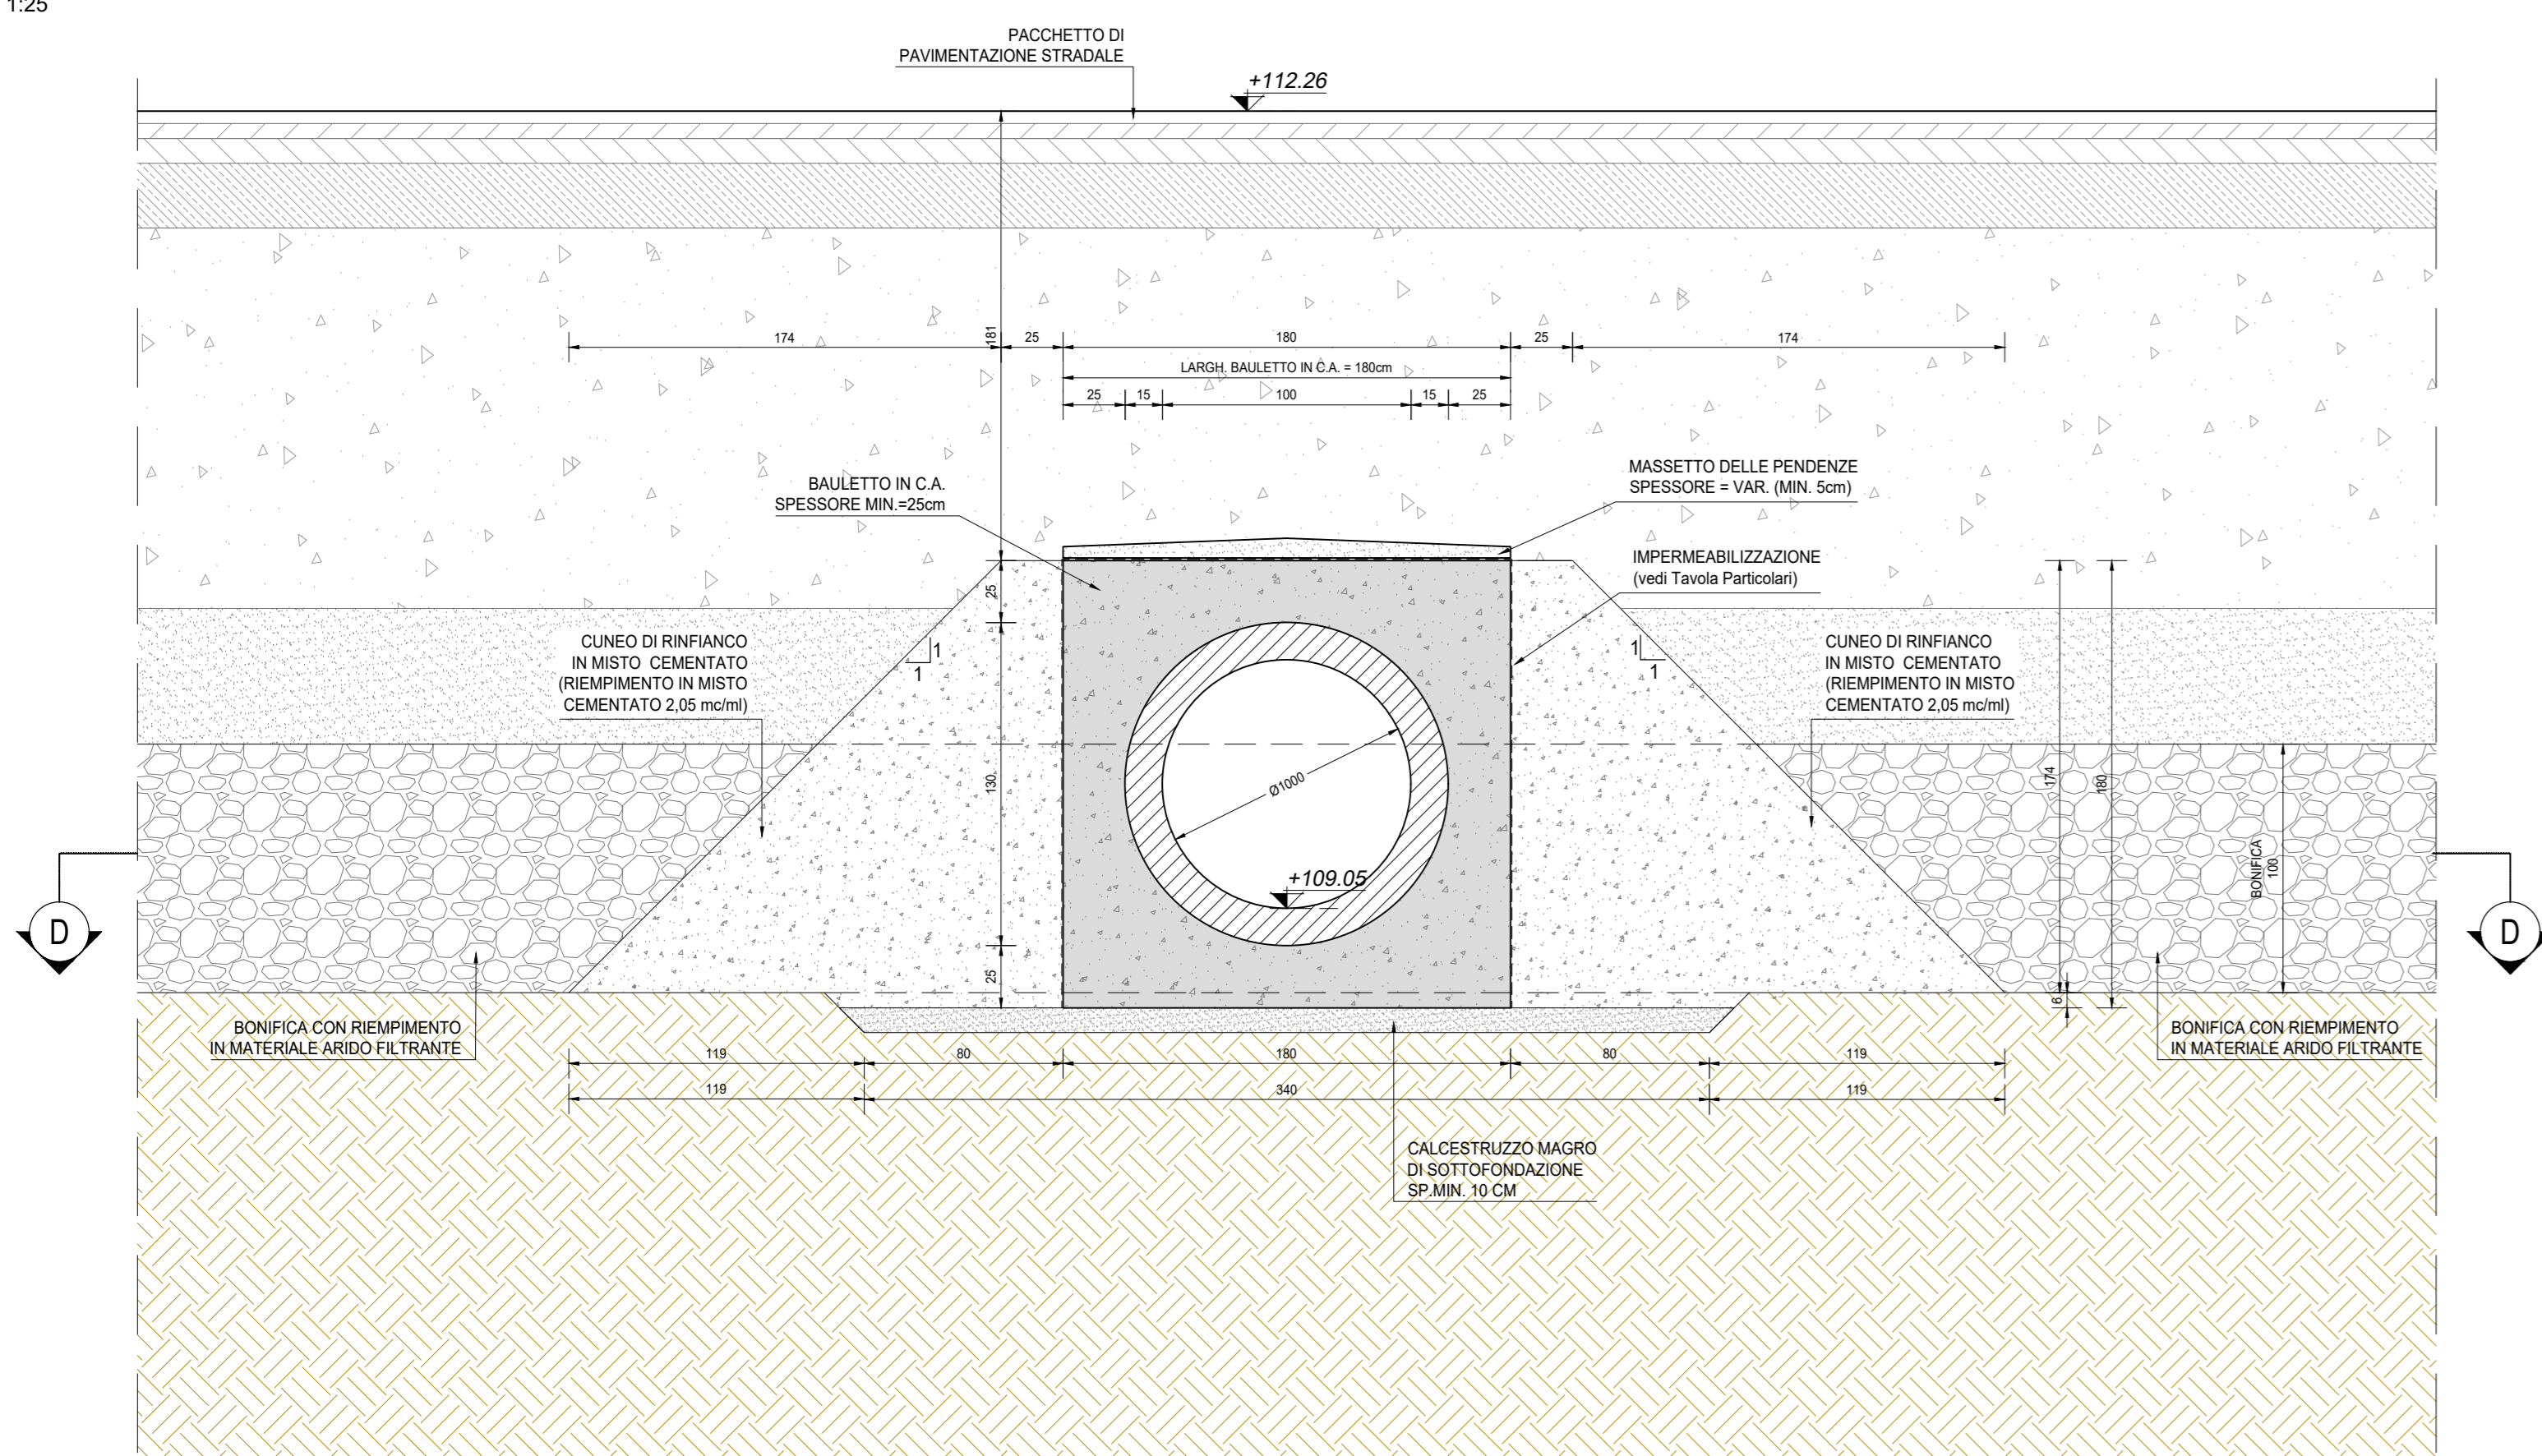 1:25
PACCHETTO DI
PAVIMENTAZIONE STRADALE
+112.26
181
174
25
180
25
174
LARGH. BAULETTO IN C.A. = 180cm
25
15
100
15
25
BAULETTO IN C.A.
SPESSORE MIN.=25cm
MASSETTO DELLE PENDENZE
SPESSORE = VAR. (MIN. 5cm)
IMPERMEABILIZZAZIONE
(vedi Tavola Particolari)
25
CUNEO DI RINFIANCO
IN MISTO CEMENTATO
(RIEMPIMENTO IN MISTO
CEMENTATO 2,05 mc/ml)
1
1
1
1
CUNEO DI RINFIANCO
IN MISTO CEMENTATO
(RIEMPIMENTO IN MISTO
CEMENTATO 2,05 mc/ml)
130
Ø1000
174
180
BONIFICA
100
+109.05
D
D
25
6
BONIFICA CON RIEMPIMENTO
IN MATERIALE ARIDO FILTRANTE
BONIFICA CON RIEMPIMENTO
IN MATERIALE ARIDO FILTRANTE
119
80
180
80
119
119
340
119
CALCESTRUZZO MAGRO
DI SOTTOFONDAZIONE
SP.MIN. 10 CM